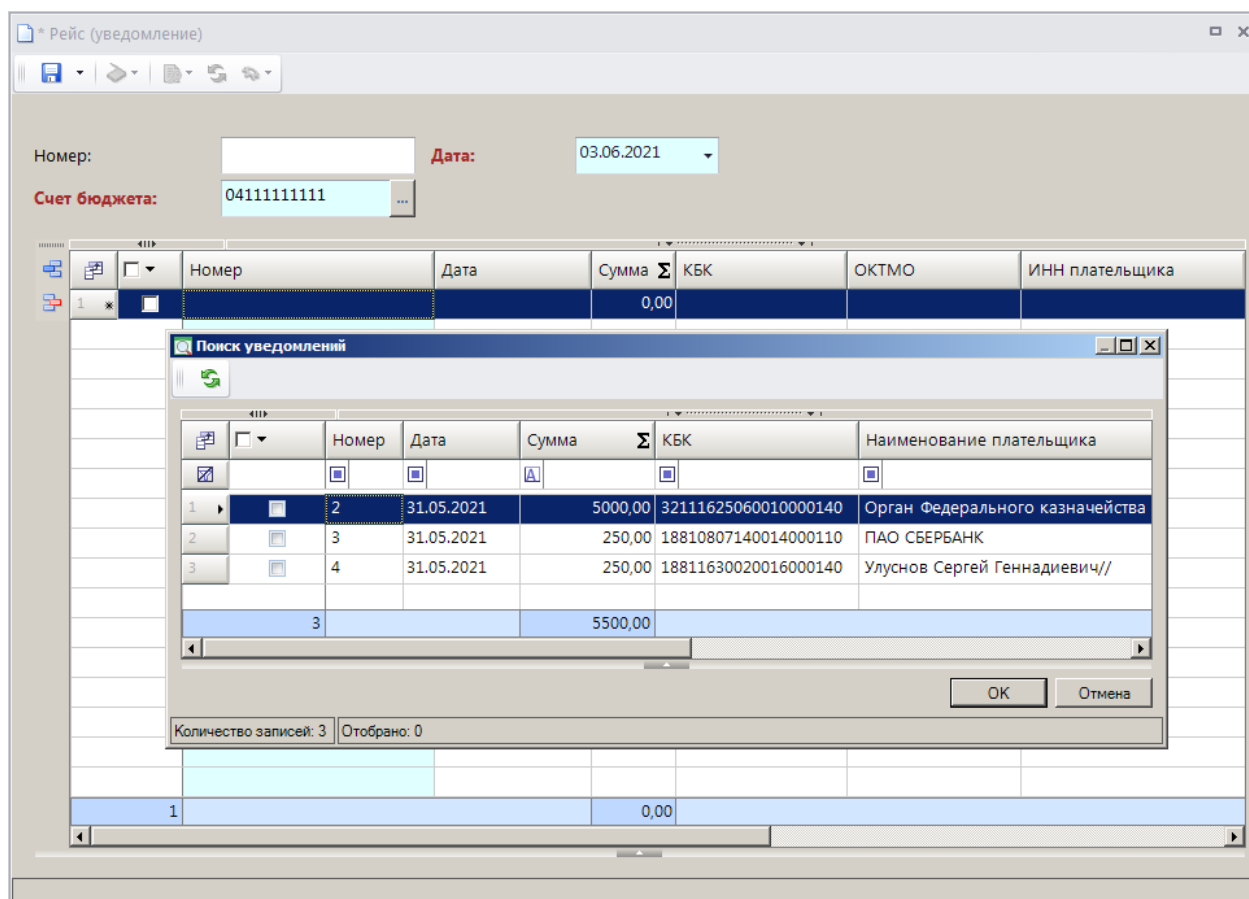 * Рейс (уведомление)
Номер: Дата: 03.06.2021
Счет бюджета: 04111111111 ...
Номер Дата Сумма Σ КБК ОКТМО ИНН плательщика
1 0,00
Поиск уведомлений
Номер Дата Сумма Σ КБК Наименование плательщика
A
1 2 31.05.2021 5000,00 32111625060010000140 Орган Федерального казначейства
2 3 31.05.2021 250,00 18810807140014000110 ПАО СБЕРБАНК
3 4 31.05.2021 250,00 18811630020016000140 Улуснов Сергей Геннадиевич//
3 5500,00
OK Отмена
Количество записей: 3 Отобрано: 0
1 0,00